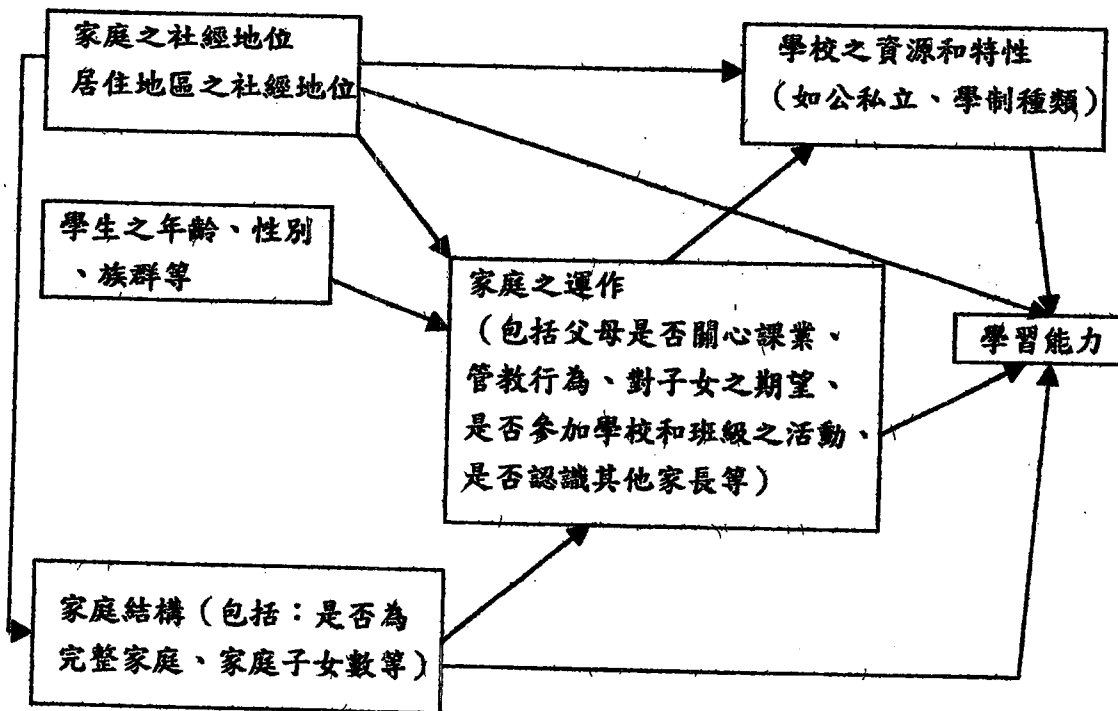 家庭之社經地位
居住地區之社經地位
學校之資源和特性
（如公私立、學制種類）
學生之年齡、性別
、族群等
家庭之運作
（包括父母是否關心課業、
管教行為、對子女之期望、
是否參加學校和班級之活動、
是否認識其他家長等）
學習能力
家庭結構（包括：是否為
完整家庭、家庭子女數等）